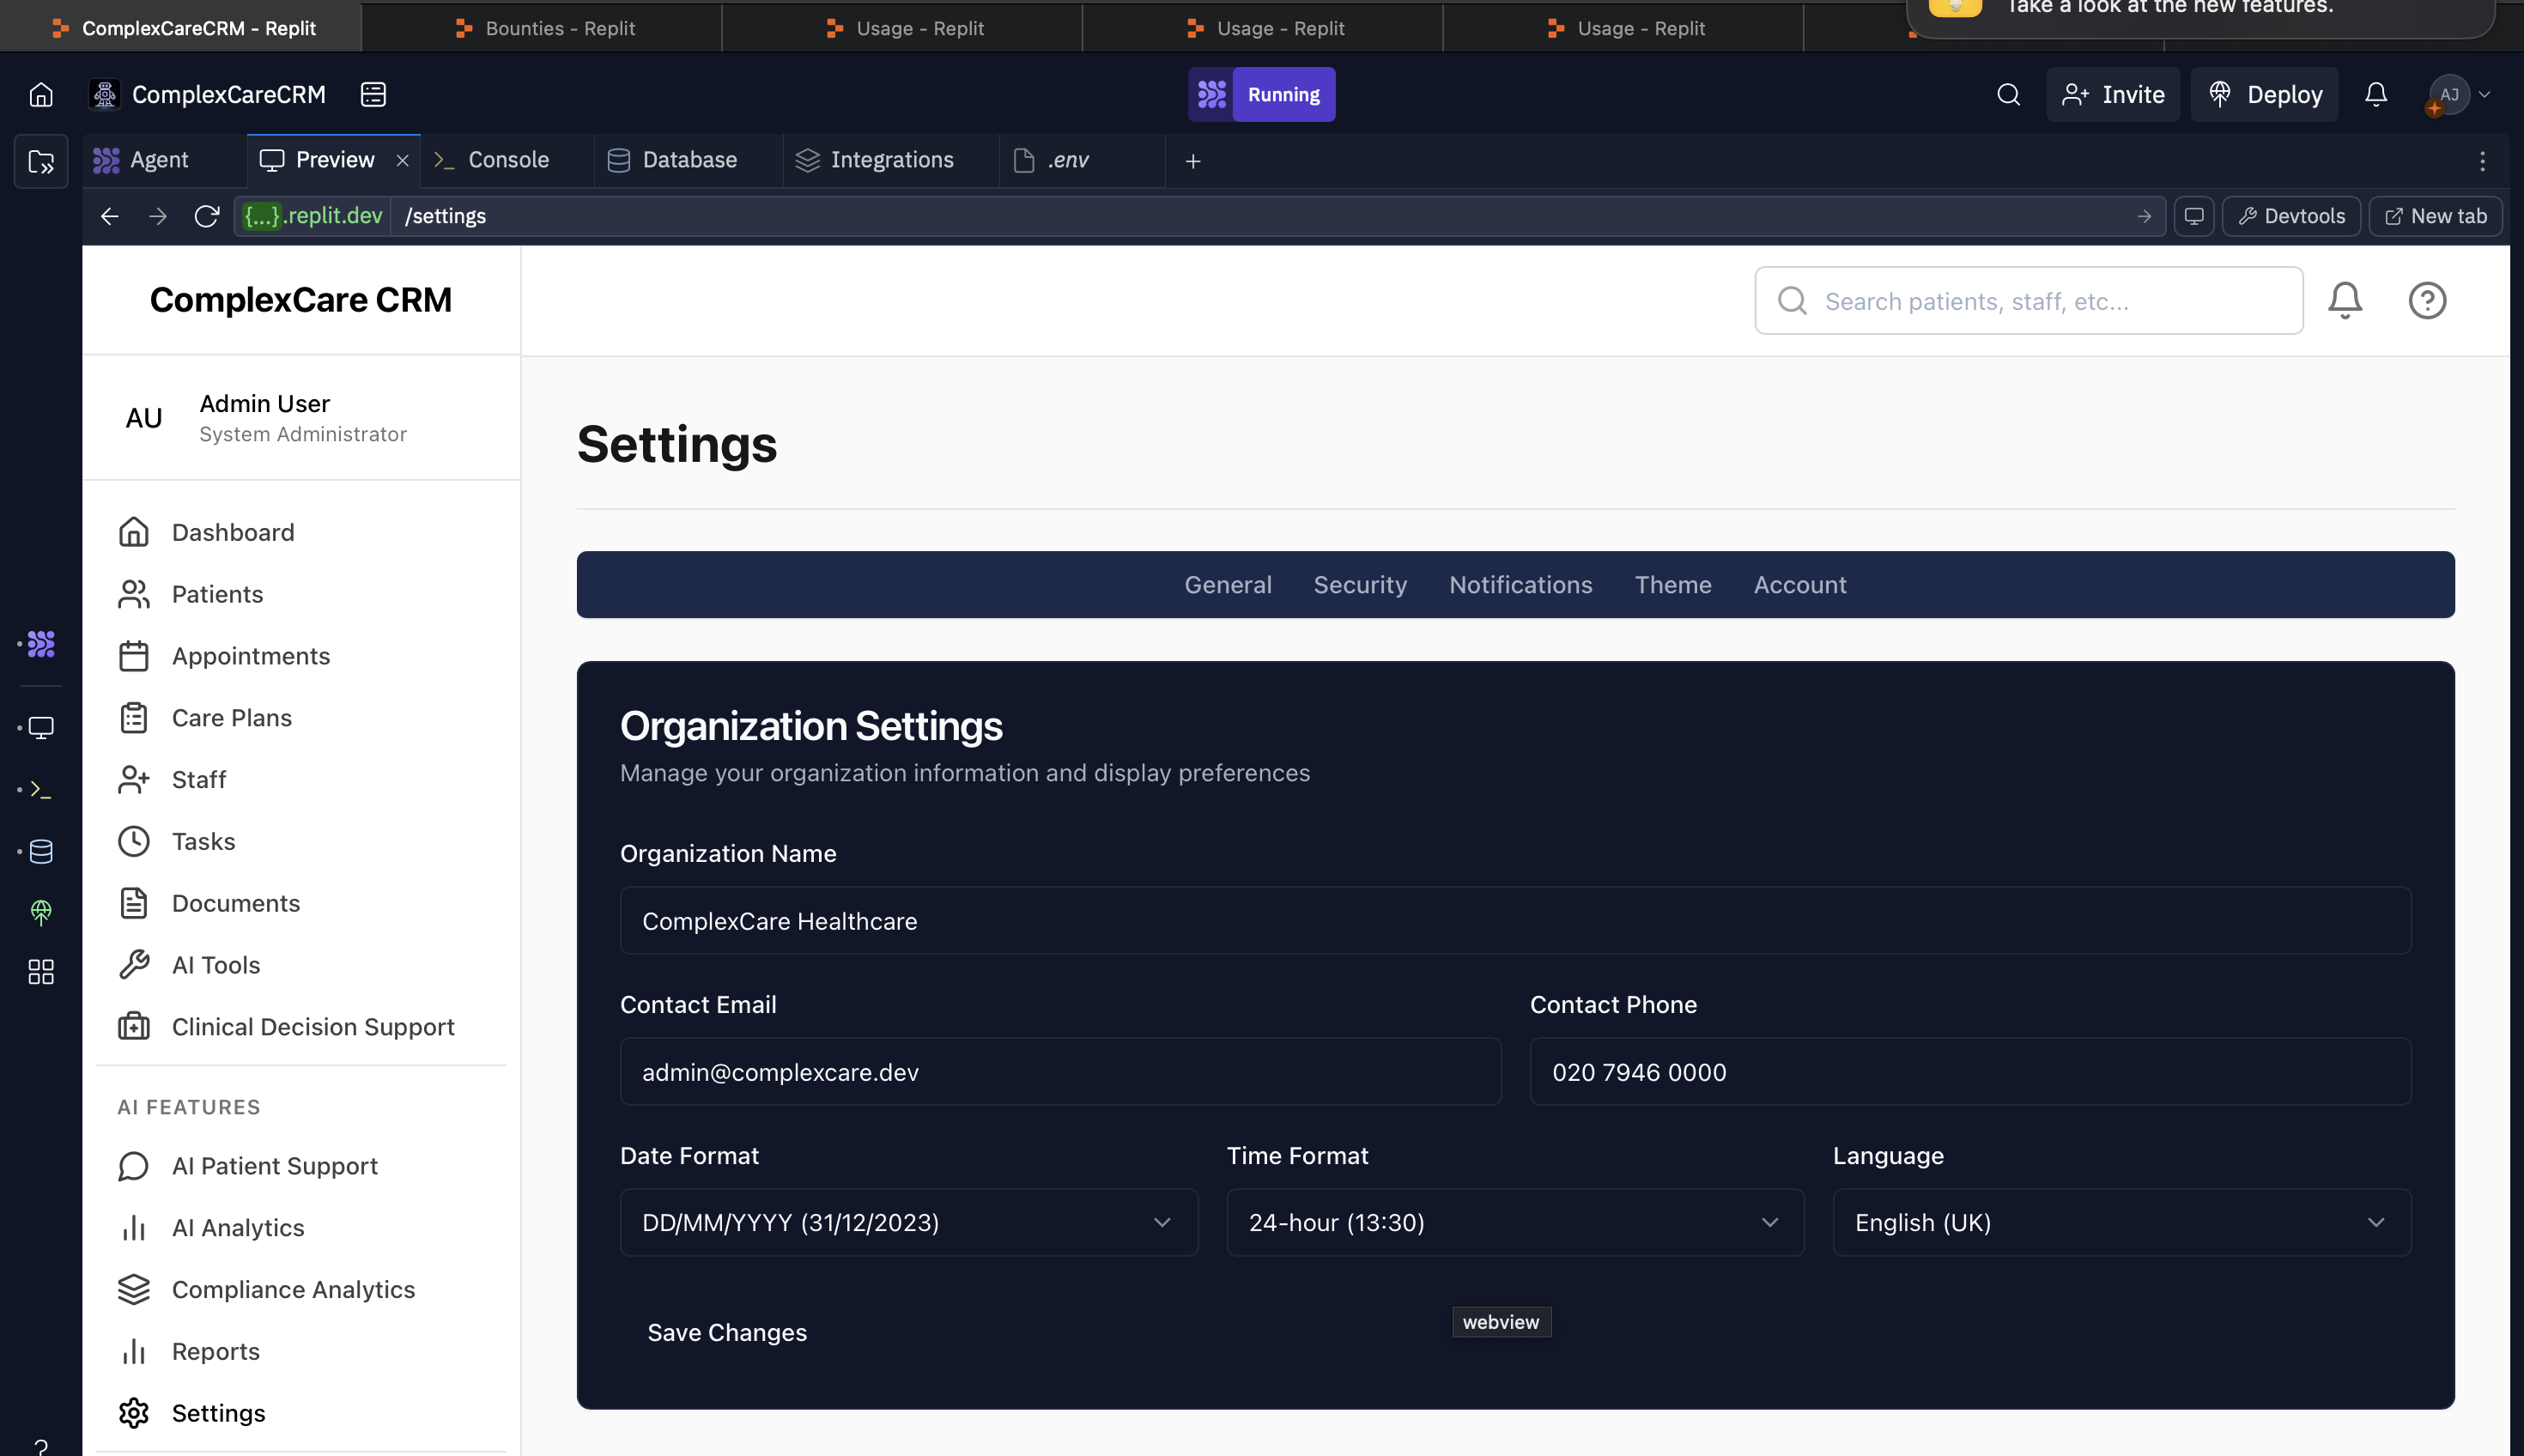 ComplexCareCRM - Replit
Bounties - Replit
Usage - Replit
Usage - Replit
Usage - Replit
Take a look at the new features.
ComplexCareCRM
Running
Invite
Deploy
AJ
Agent
Preview
Console
Database
Integrations
.env
{...}.replit.dev
/settings
Devtools
New tab
ComplexCare CRM
Search patients, staff, etc...
AU
Admin User
System Administrator
Dashboard
Patients
Appointments
Care Plans
Staff
Tasks
Documents
AI Tools
Clinical Decision Support
AI FEATURES
AI Patient Support
AI Analytics
Compliance Analytics
Reports
Settings
Settings
General
Security
Notifications
Theme
Account
Organization Settings
Manage your organization information and display preferences
Organization Name
ComplexCare Healthcare
Contact Email
Contact Phone
admin@complexcare.dev
020 7946 0000
Date Format
Time Format
Language
DD/MM/YYYY (31/12/2023)
24-hour (13:30)
English (UK)
Save Changes
webview